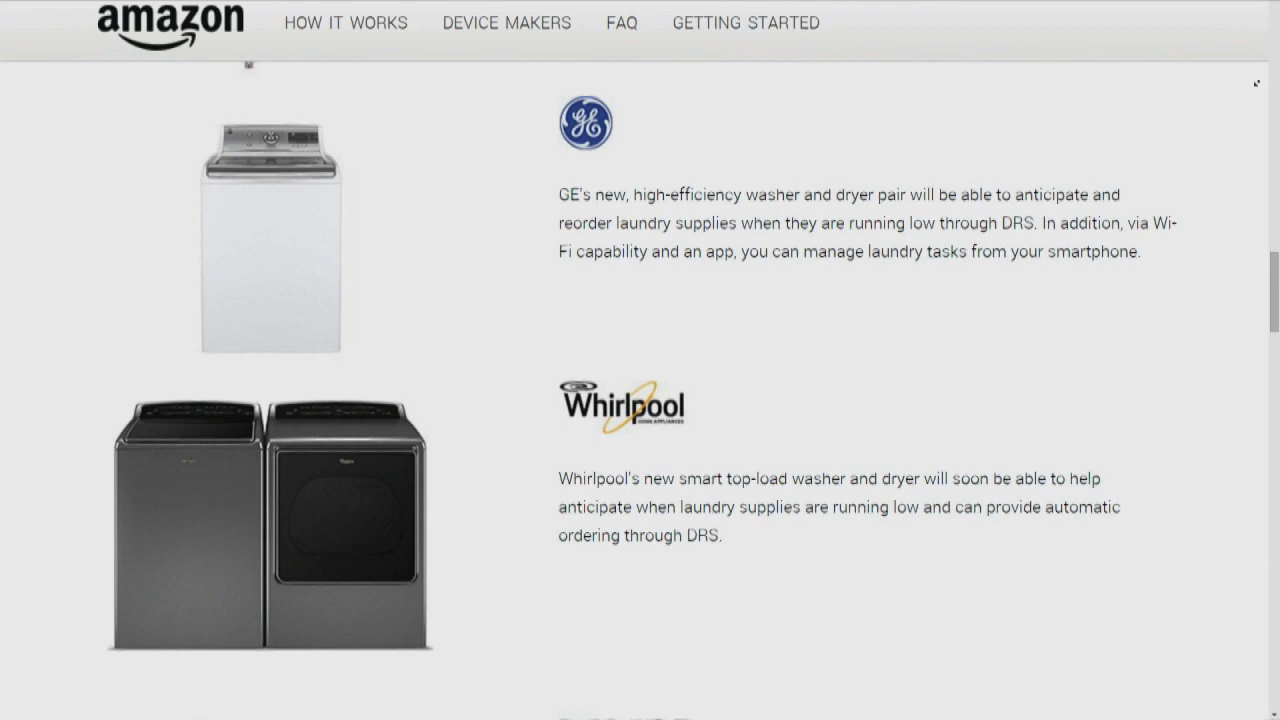 amazon
HOW IT WORKS DEVICE MAKERS FAQ GETTING STARTED
GE
GE's new, high-efficiency washer and dryer pair will be able to anticipate and
reorder laundry supplies when they are running low through DRS. In addition, via Wi-
Fi capability and an app, you can manage laundry tasks from your smartphone.
Whirlpool
HOME APPLIANCES
Whirlpool's new smart top-load washer and dryer will soon be able to help
anticipate when laundry supplies are running low and can provide automatic
ordering through DRS.